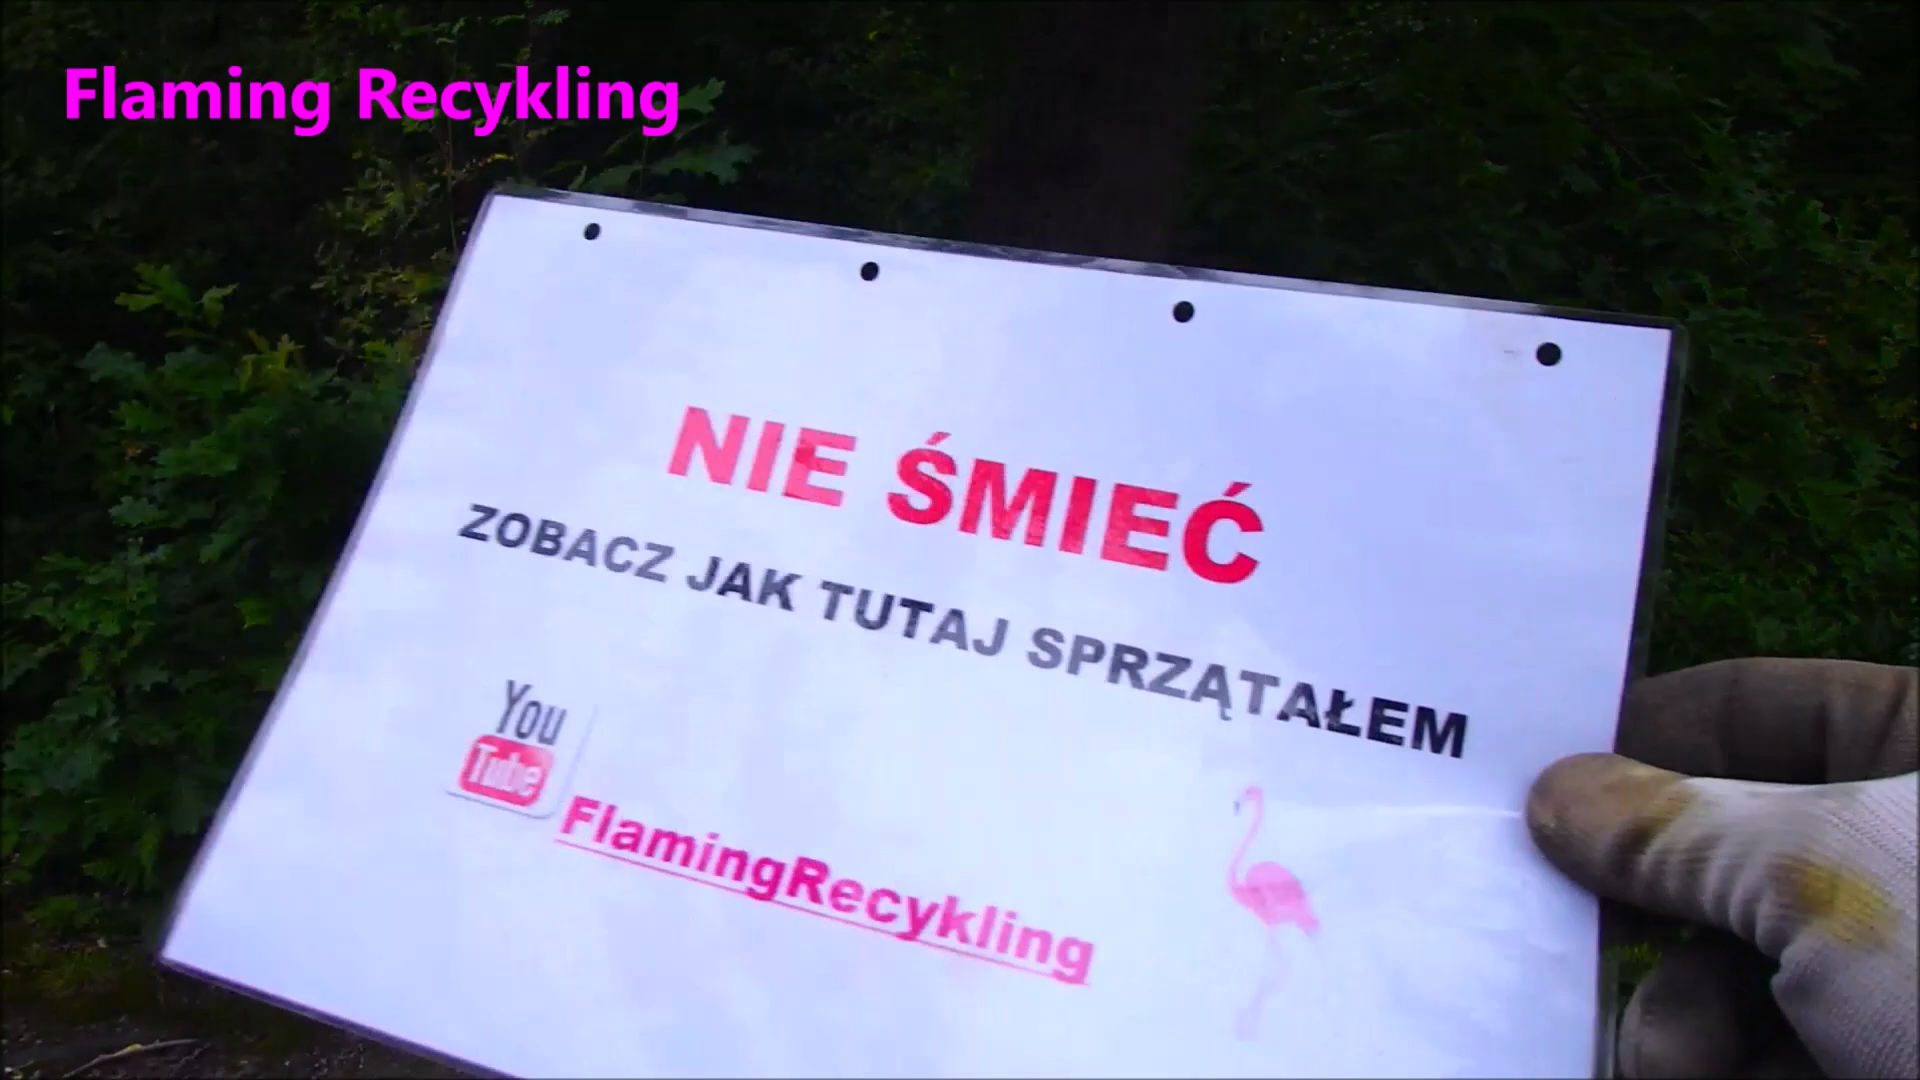 Flaming Recykling
NIE ŚMIEĆ
ZOBACZ JAK TUTAJ SPRZĄTAŁEM
You
Tube
FlamingRecykling